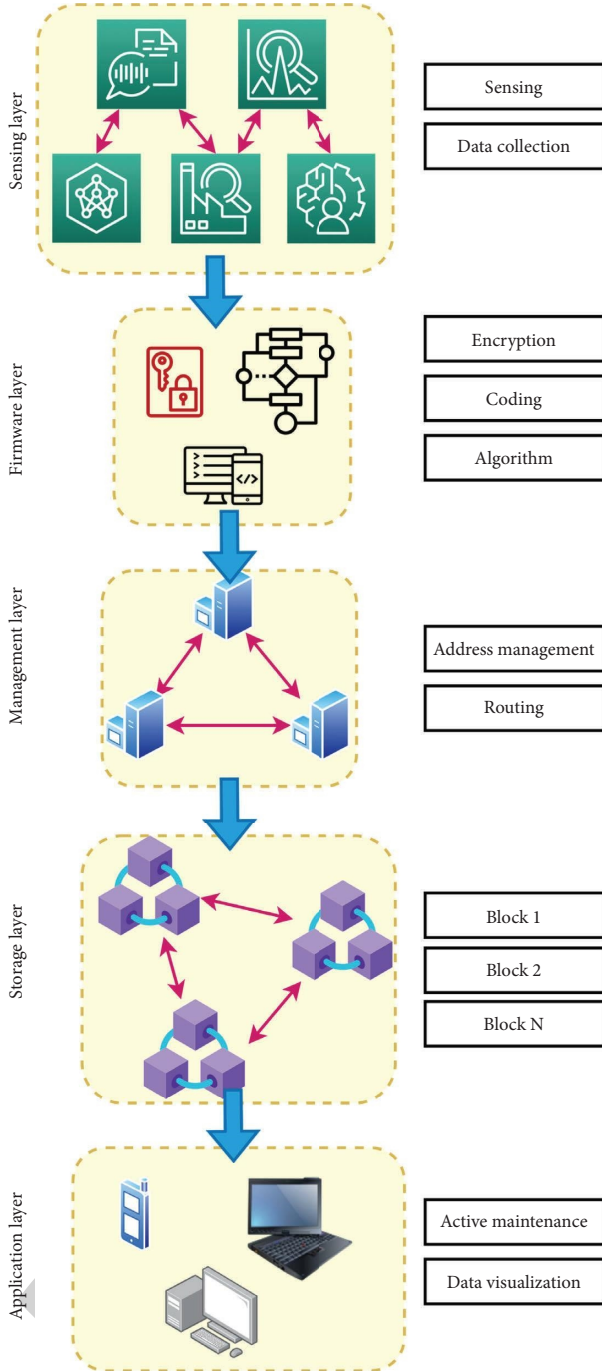 Sensing layer
Sensing
Data collection
Firmware layer
Encryption
Coding
Algorithm
</>
Management layer
Address management
Routing
Storage layer
Block 1
Block 2
Block N
Application layer
Active maintenance
Data visualization